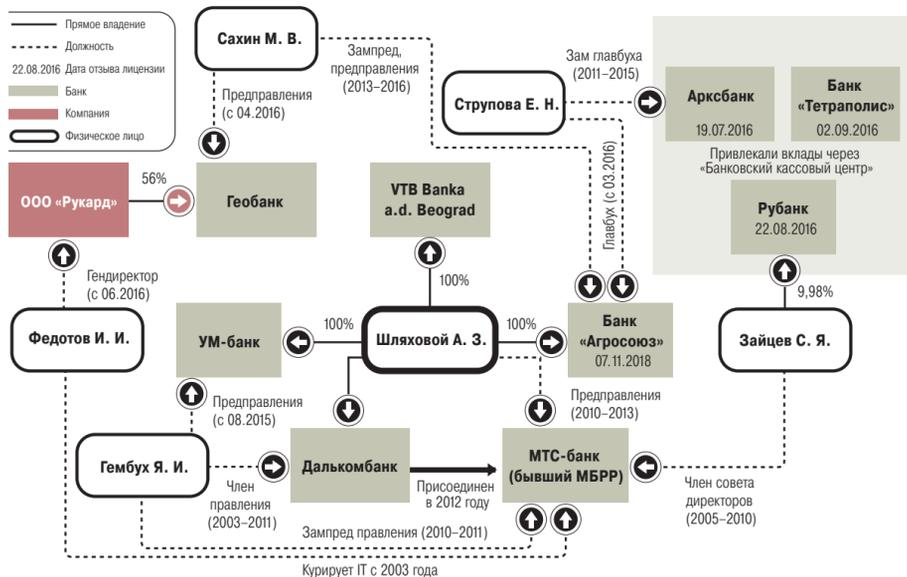 Прямое владение
Должность
22.08.2016 Дата отзыва лицензии
Банк
Компания
Физическое лицо
Сахин М. В.
Зампред,
предправления
(2013–2016)
Предправления
(с 04.2016)
Струпова Е. Н.
Зам главбуха
(2011–2015)
Арксбанк
19.07.2016
Банк
«Тетраполис»
02.09.2016
Привлекали вклады через
«Банковский кассовый центр»
Рубанк
22.08.2016
Главбух (с 03.2016)
ООО «Рукард»
56%
Геобанк
VTB Banka
a.d. Beograd
100%
Гендиректор
(с 06.2016)
9,98%
Федотов И. И.
УМ-банк
100%
Шляховой А. З.
100%
Банк
«Агросоюз»
07.11.2018
Зайцев С. Я.
Предправления
(с 08.2015)
Предправления
(2010–2013)
Гембух Я. И.
Далькомбанк
МТС-банк
(бывший МБРР)
Член
правления
(2003–2011)
Присоединен
в 2012 году
Член совета
директоров
(2005–2010)
Зампред правления (2010–2011)
Курирует IT с 2003 года